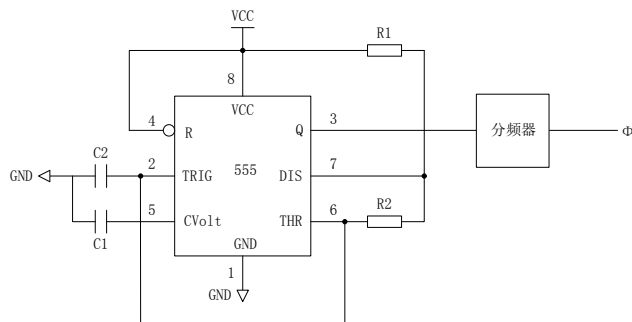 VCC
R1
8
VCC
4
R
Q
3
分频器
Φ
C2
GND
2
TRIG
555
DIS
7
5
CVolt
THR
6
R2
C1
GND
1
GND